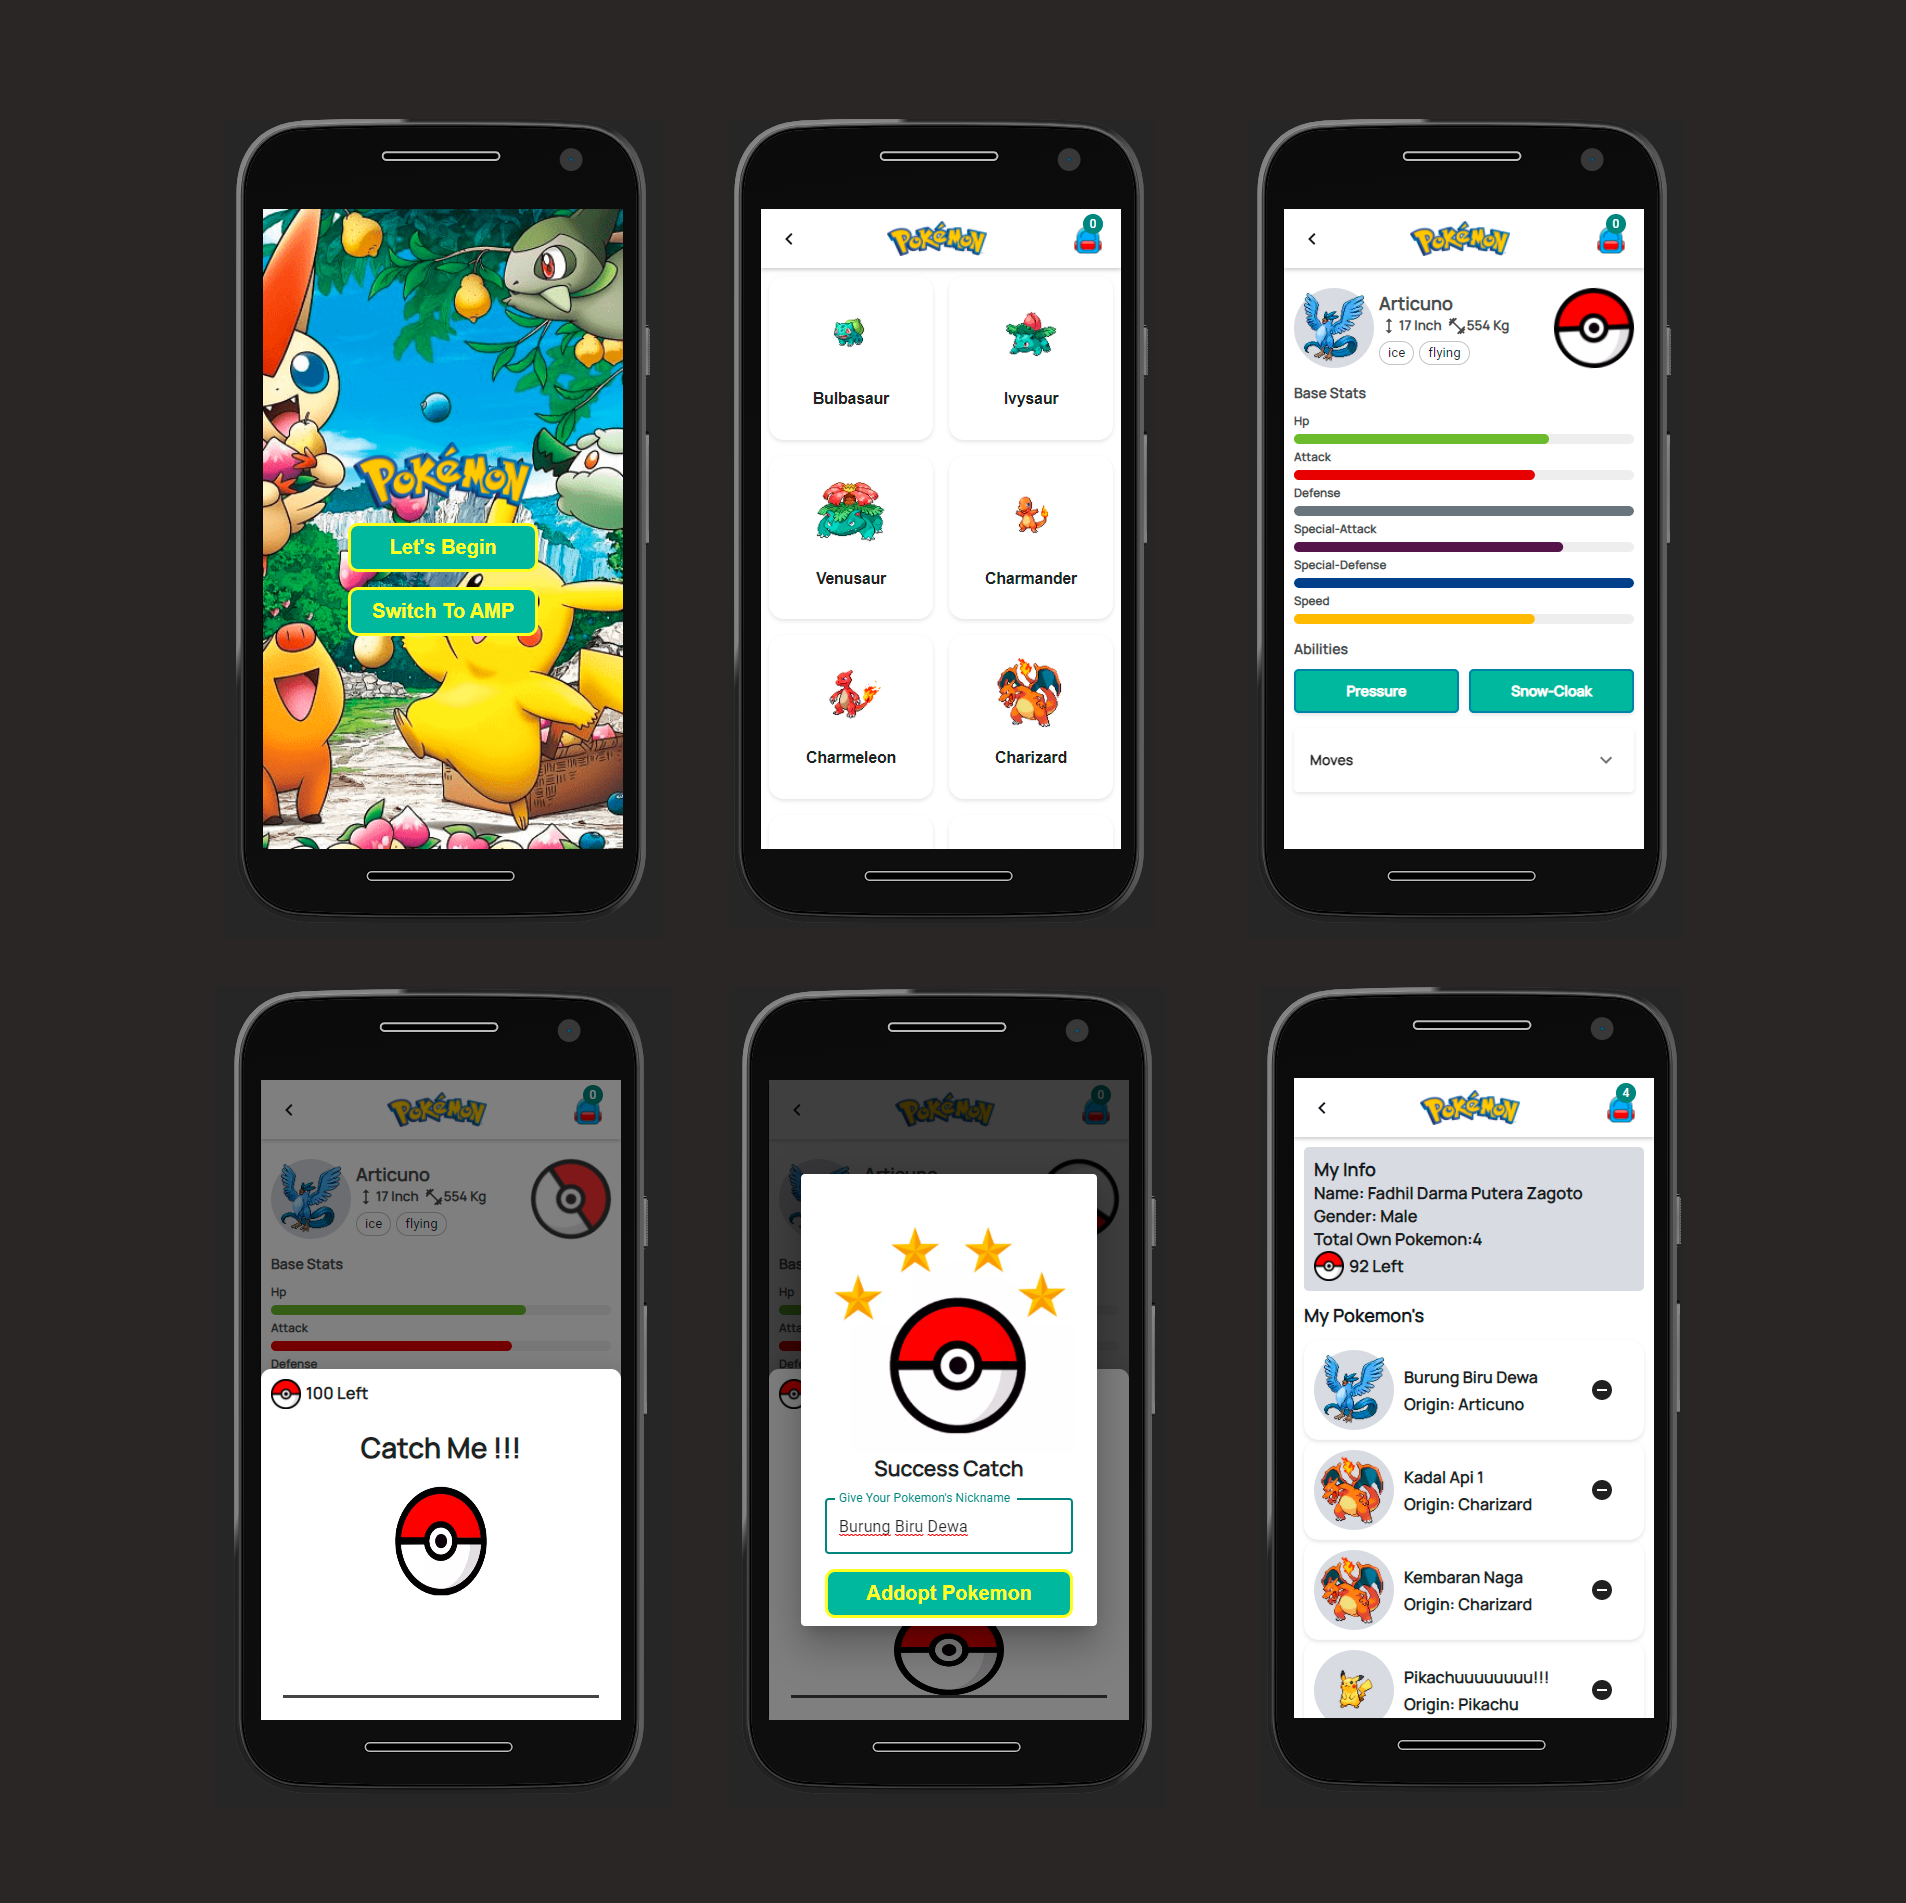 Pokémon
Let's Begin
Switch To AMP
Pokémon
0
Bulbasaur
Ivysaur
Venusaur
Charmander
Charmeleon
Charizard
Pokémon
0
Articuno
17 Inch 554 Kg
ice flying
Base Stats
Hp
Attack
Defense
Special-Attack
Special-Defense
Speed
Abilities
Pressure Snow-Cloak
Moves
Pokémon
0
Articuno
17 Inch 554 Kg
ice flying
Base Stats
Hp
Attack
Defense
100 Left
Catch Me !!!
Pokémon
0
Articuno
Bas
Hp
Atta
Defe
Success Catch
Give Your Pokemon's Nickname
Burung Biru Dewa
Addopt Pokemon
Pokémon
4
My Info
Name: Fadhil Darma Putera Zagoto
Gender: Male
Total Own Pokemon:4
92 Left
My Pokemon's
Burung Biru Dewa
Origin: Articuno
Kadal Api 1
Origin: Charizard
Kembaran Naga
Origin: Charizard
Pikachuuuuuuuu!!!
Origin: Pikachu